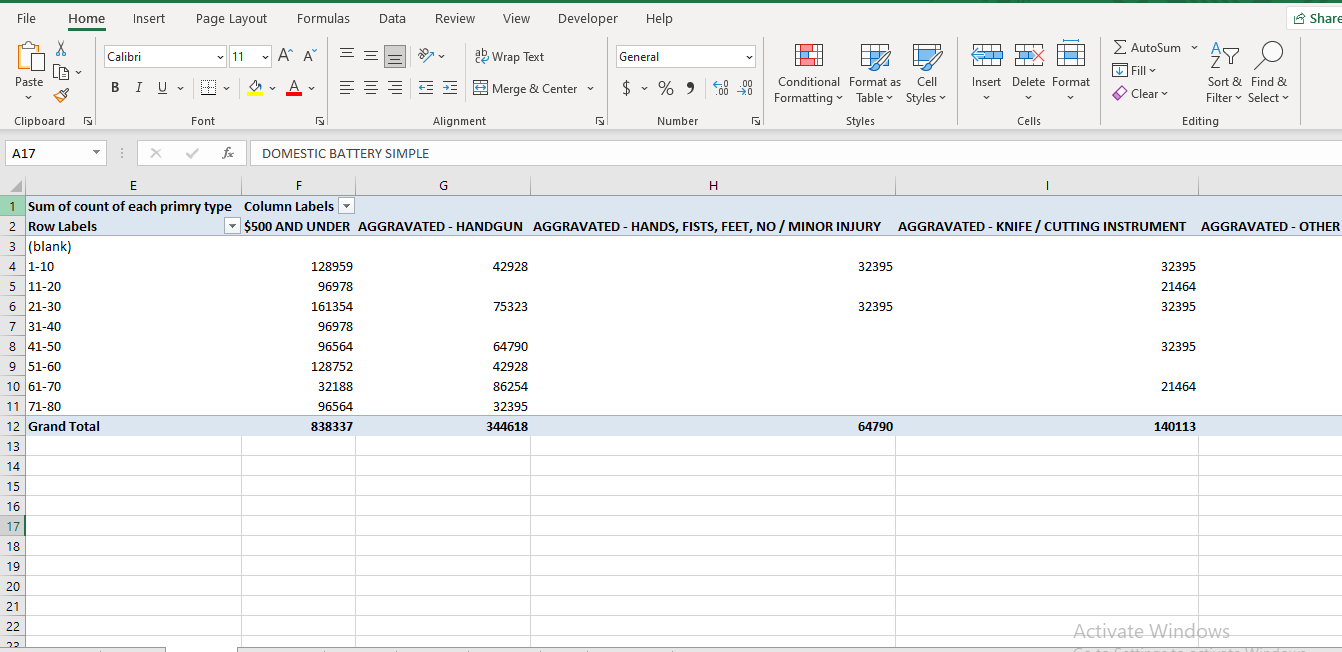 File Home Insert Page Layout Formulas Data Review View Developer Help Share
Calibri 11 A^ A˅ ab Wrap Text General Σ AutoSum
Paste B I U A Merge & Center $ % Conditional Formatting Format as Table Cell Styles Insert Delete Format Fill Clear Sort & Filter Find & Select
Clipboard Font Alignment Number Styles Cells Editing
A17 fx DOMESTIC BATTERY SIMPLE
E F G H I
1 Sum of count of each primry type Column Labels
2 Row Labels $500 AND UNDER AGGRAVATED - HANDGUN AGGRAVATED - HANDS, FISTS, FEET, NO / MINOR INJURY AGGRAVATED - KNIFE / CUTTING INSTRUMENT AGGRAVATED - OTHER
3 (blank)
4 1-10 128959 42928 32395 32395
5 11-20 96978 21464
6 21-30 161354 75323 32395 32395
7 31-40 96978
8 41-50 96564 64790 32395
9 51-60 128752 42928
10 61-70 32188 86254 21464
11 71-80 96564 32395
12 Grand Total 838337 344618 64790 140113
13
14
15
16
17
18
19
20
21
22
23
Activate Windows